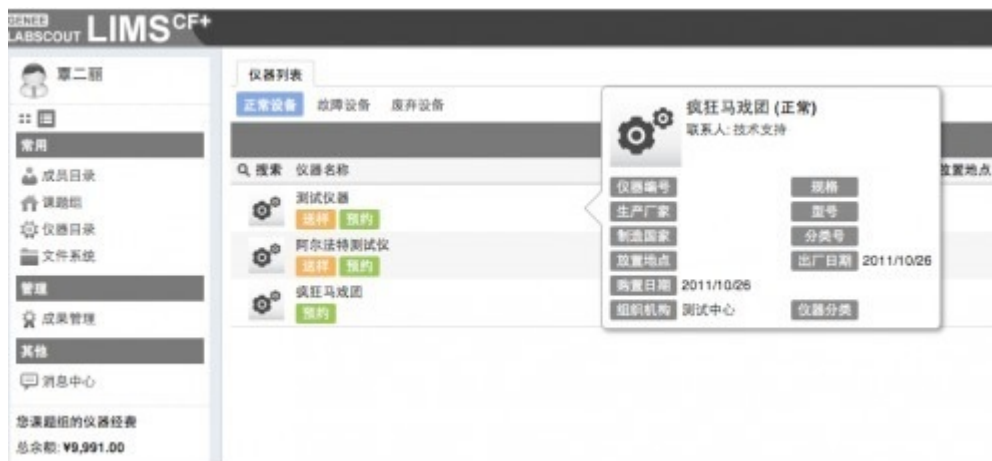 GENEE
LABSCOUT LIMS CF+
覃二丽
常用
成员目录
课题组
仪器目录
文件系统
管理
成果管理
其他
消息中心
您课题组的仪器经费
总余额: ¥9,991.00
仪器列表
正常设备 故障设备 废弃设备
搜索 仪器名称
放置地点
测试仪器
送样 预约
阿尔法特测试仪
送样 预约
疯狂马戏团
预约
疯狂马戏团 (正常)
联系人: 技术支持
仪器编号 规格
生产厂家 型号
制造国家 分类号
放置地点 出厂日期 2011/10/26
购置日期 2011/10/26
组织机构 测试中心 仪器分类